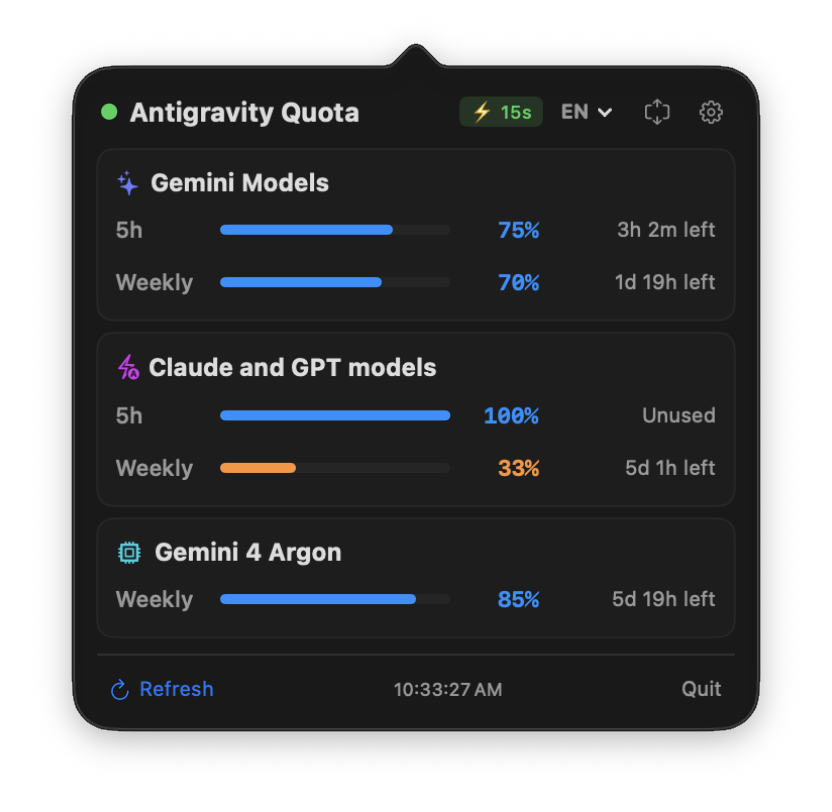 Antigravity Quota ⚡ 15s EN
Gemini Models
5h 75% 3h 2m left
Weekly 70% 1d 19h left
Claude and GPT models
5h 100% Unused
Weekly 33% 5d 1h left
Gemini 4 Argon
Weekly 85% 5d 19h left
Refresh 10:33:27 AM Quit